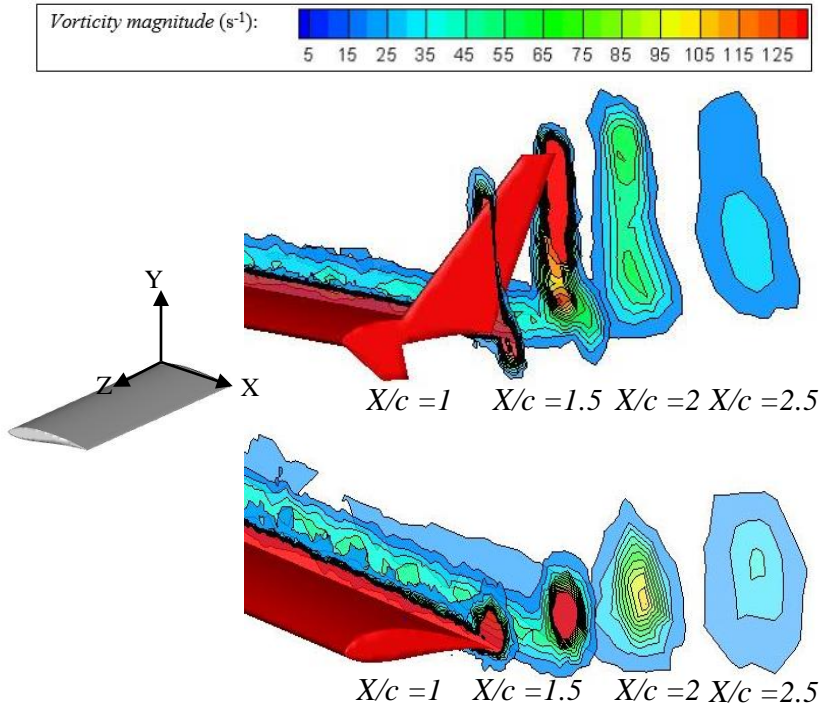 Vorticity magnitude (s⁻¹):
5 15 25 35 45 55 65 75 85 95 105 115 125
Y
Z
X
X/c =1 X/c =1.5 X/c =2 X/c =2.5
X/c =1 X/c =1.5 X/c =2 X/c =2.5